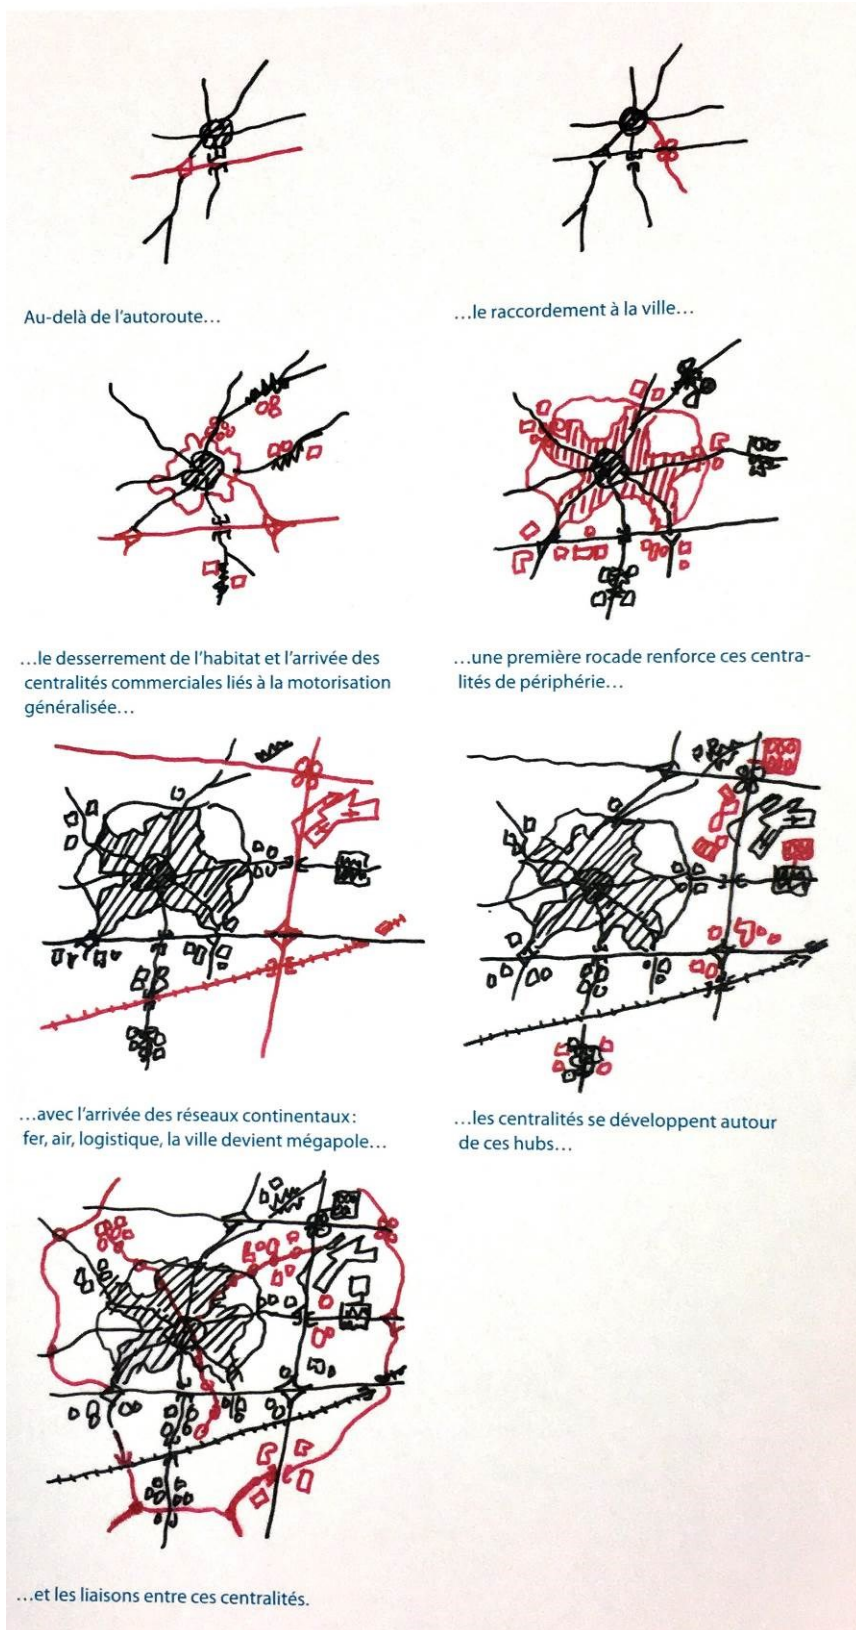 Au-delà de l'autoroute…
…le raccordement à la ville…
…le desserrement de l'habitat et l'arrivée des
centralités commerciales liés à la motorisation
généralisée…
…une première rocade renforce ces centra-
lités de périphérie…
…avec l'arrivée des réseaux continentaux :
fer, air, logistique, la ville devient mégapole…
…les centralités se développent autour
de ces hubs…
…et les liaisons entre ces centralités.